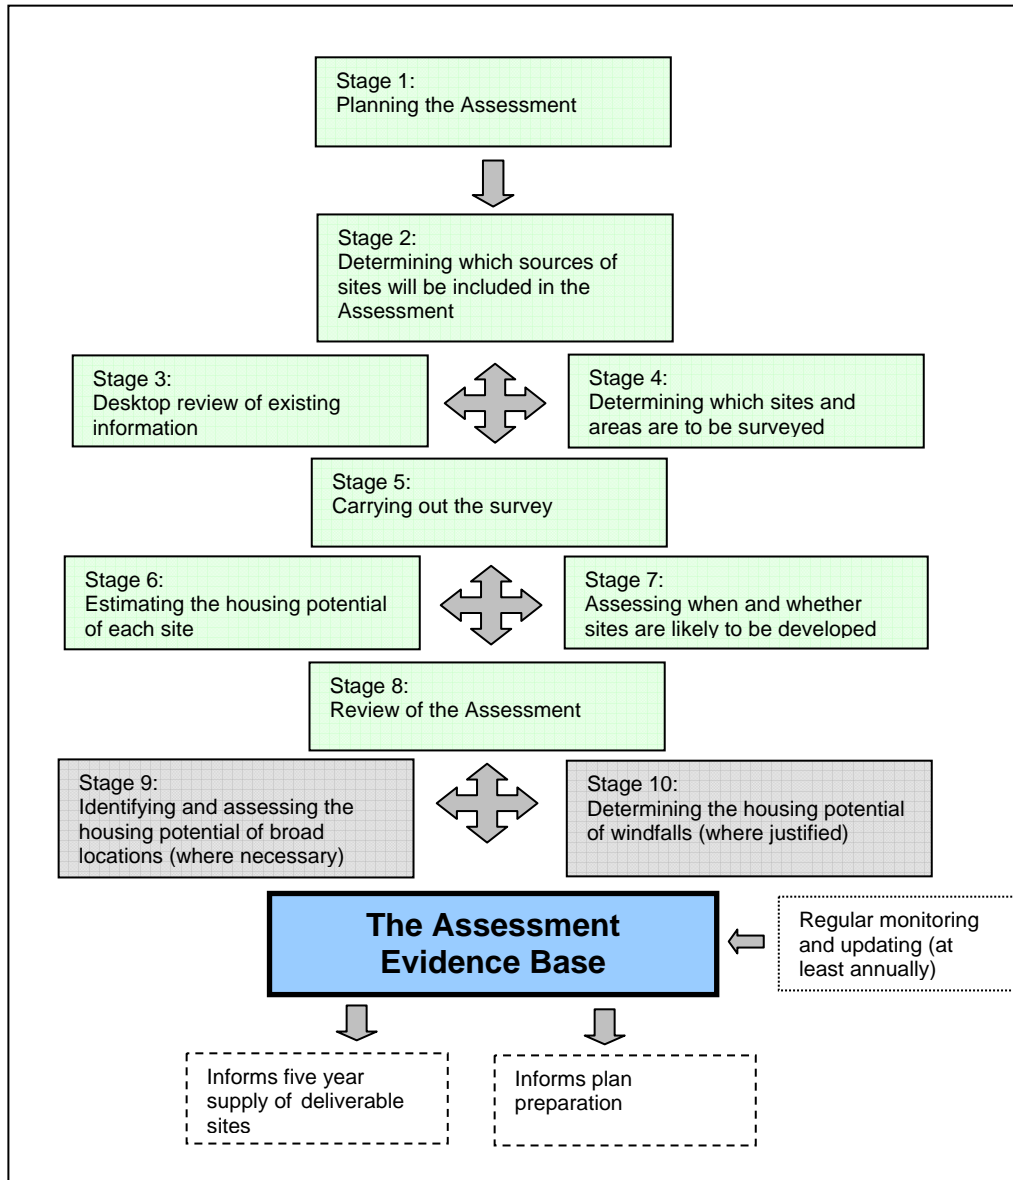 Stage 1:
Planning the Assessment
Stage 2:
Determining which sources of
sites will be included in the
Assessment
Stage 3:
Desktop review of existing
information
Stage 4:
Determining which sites and
areas are to be surveyed
Stage 5:
Carrying out the survey
Stage 6:
Estimating the housing potential
of each site
Stage 7:
Assessing when and whether
sites are likely to be developed
Stage 8:
Review of the Assessment
Stage 9:
Identifying and assessing the
housing potential of broad
locations (where necessary)
Stage 10:
Determining the housing potential
of windfalls (where justified)
The Assessment
Evidence Base
Regular monitoring
and updating (at
least annually)
Informs five year
supply of deliverable
sites
Informs plan
preparation